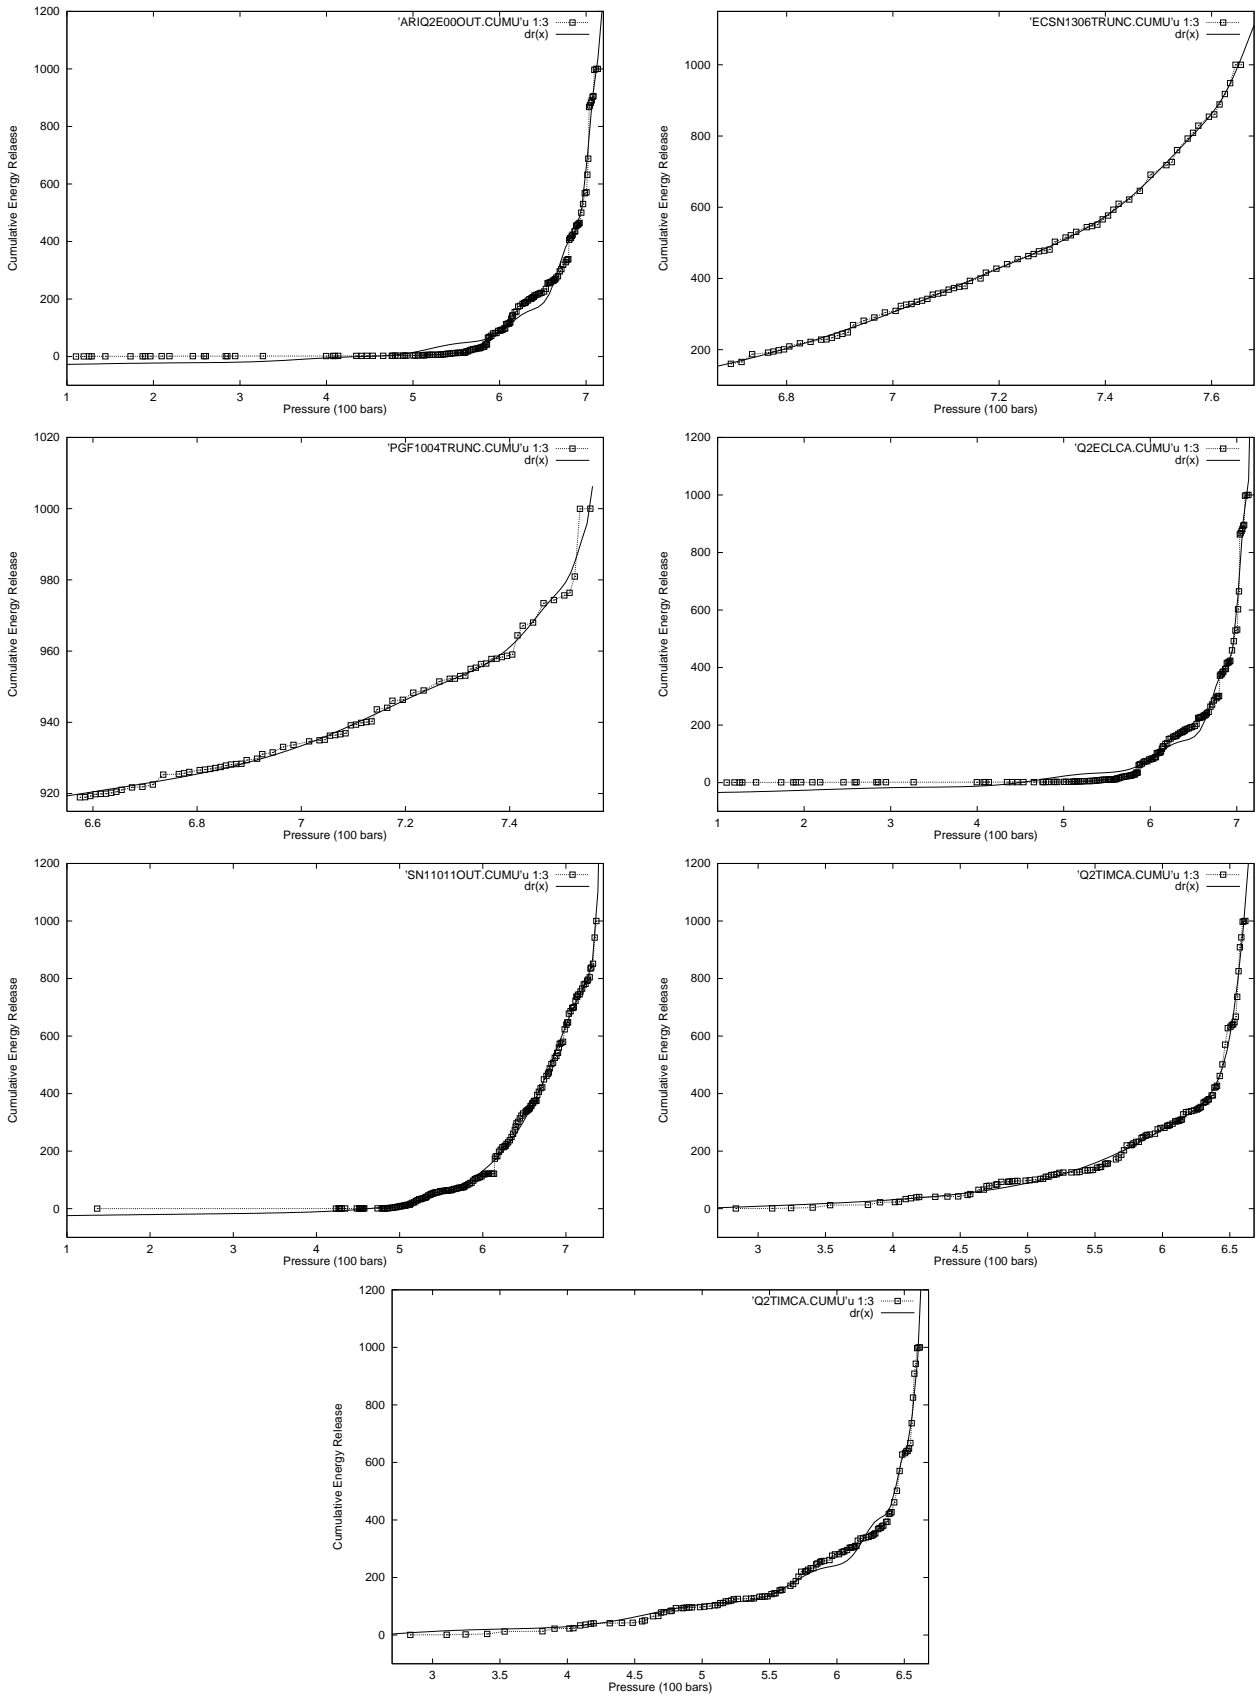 1200
1000
800
600
400
200
0
1 2 3 4 5 6 7
Cumulative Energy Relaese
Pressure (100 bars)
'ARIQ2E00OUT.CUMU'u 1:3
dr(x)
1000
800
600
400
200
6.8 7 7.2 7.4 7.6
Cumulative Energy Release
Pressure (100 bars)
'ECSN1306TRUNC.CUMU'u 1:3
dr(x)
1020
1000
980
960
940
920
6.6 6.8 7 7.2 7.4
Cumulative Energy Release
Pressure (100 bars)
'PGF1004TRUNC.CUMU'u 1:3
dr(x)
1200
1000
800
600
400
200
0
1 2 3 4 5 6 7
Cumulative Energy Release
Pressure (100 bars)
'Q2ECLCA.CUMU'u 1:3
dr(x)
1200
1000
800
600
400
200
0
1 2 3 4 5 6 7
Cumulative Energy Release
Pressure (100 bars)
'SN11011OUT.CUMU'u 1:3
dr(x)
1200
1000
800
600
400
200
0
3 3.5 4 4.5 5 5.5 6 6.5
Cumulative Energy Release
Pressure (100 bars)
'Q2TIMCA.CUMU'u 1:3
dr(x)
1200
1000
800
600
400
200
0
3 3.5 4 4.5 5 5.5 6 6.5
Cumulative Energy Release
Pressure (100 bars)
'Q2TIMCA.CUMU'u 1:3
dr(x)